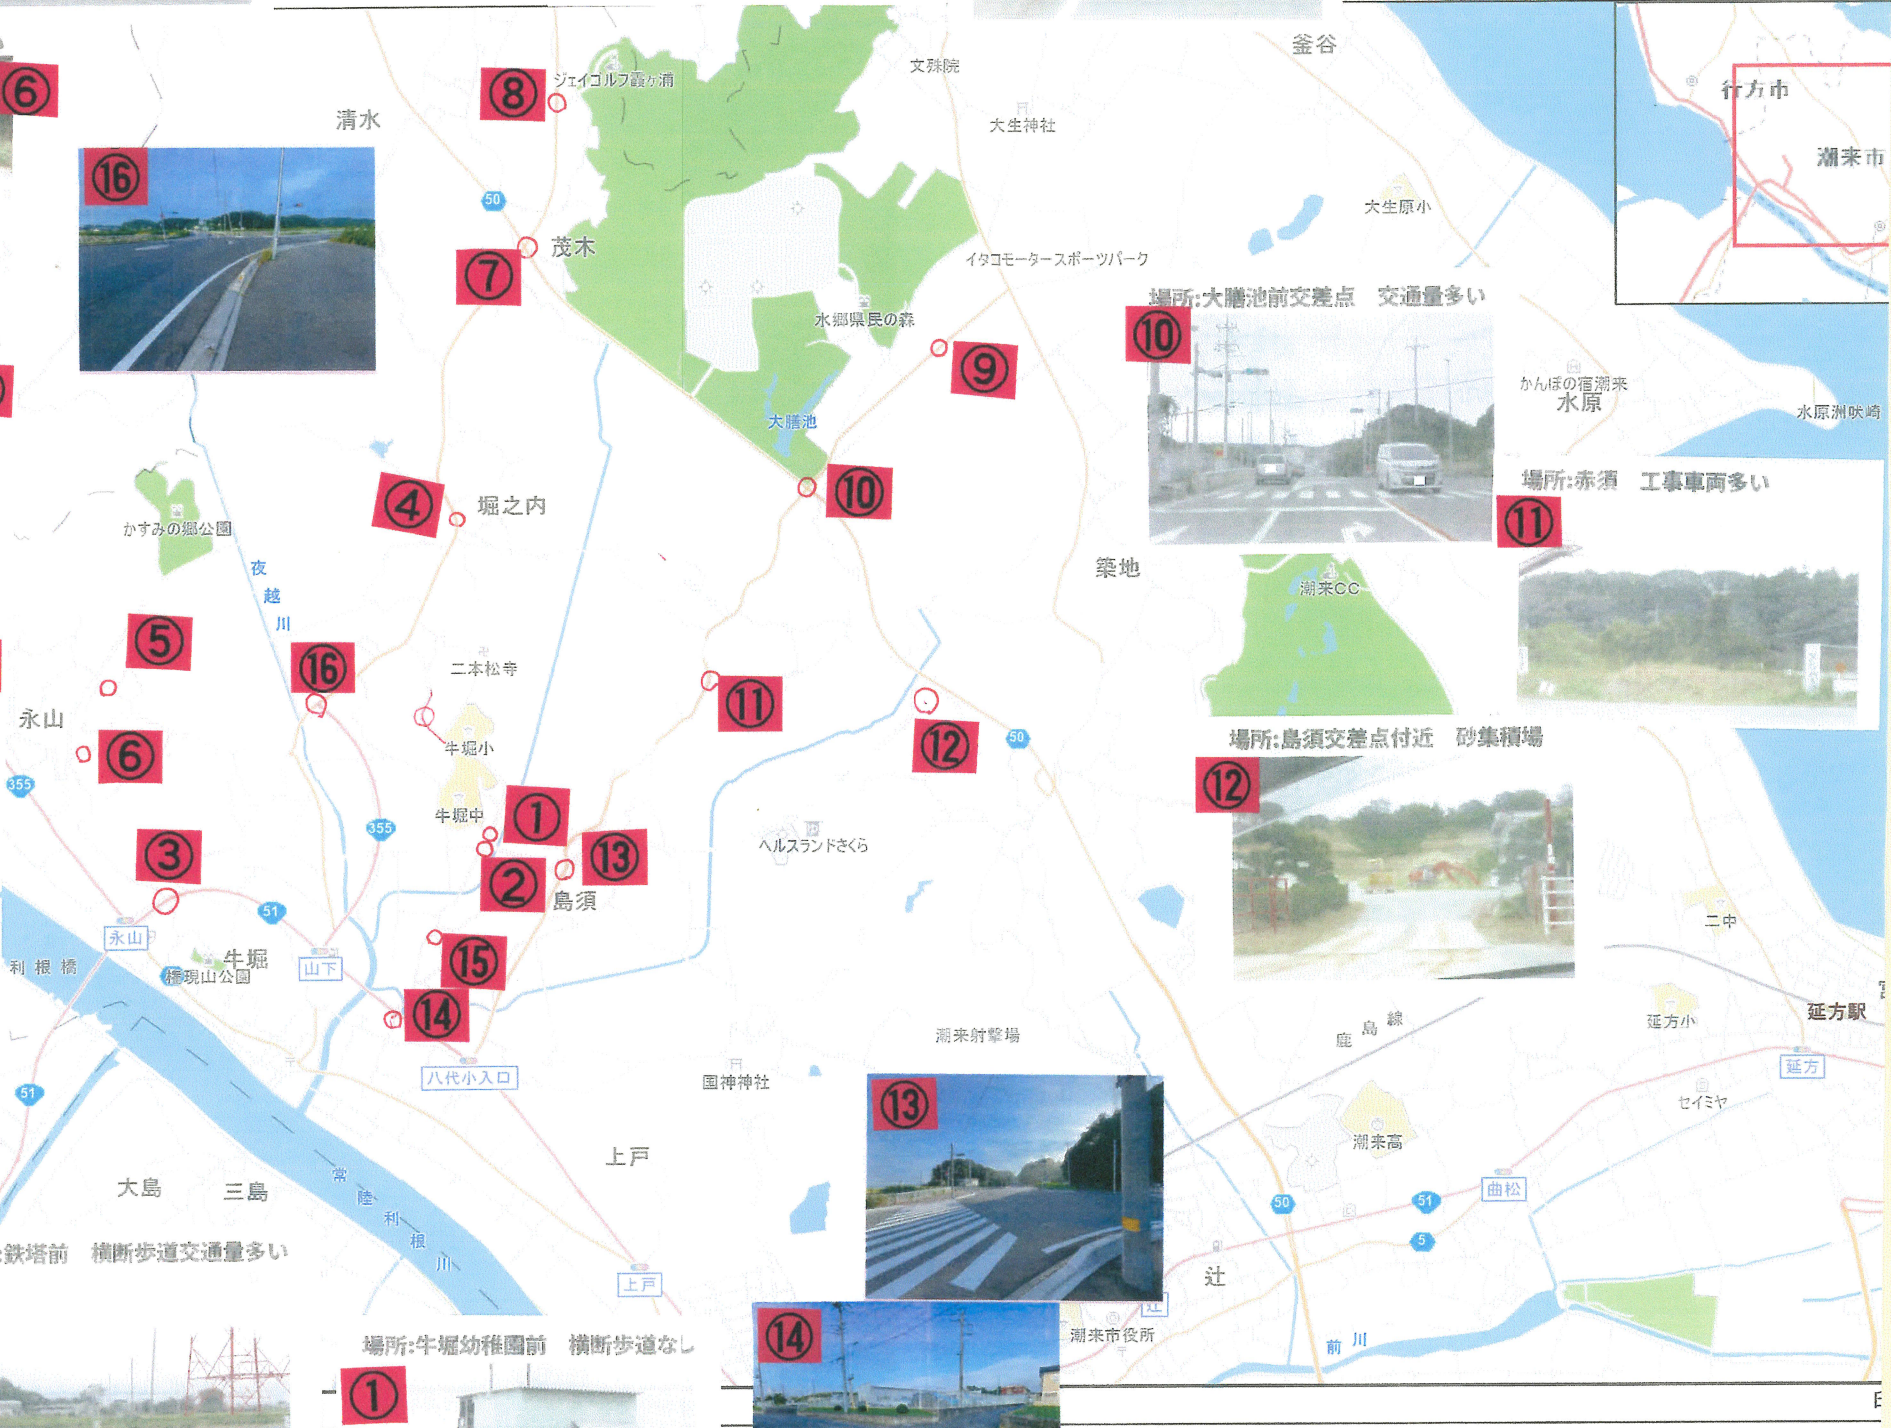 釜谷
文殊院
行方市
ジェイゴルフ霞ヶ浦
⑥
⑧
清水
大生神社
潮来市
⑯
50
大生原小
茂木
イタコモータースポーツパーク
⑦
場所:大膳池前交差点 交通量多い
水郷県民の森
⑩
⑨
かんぽの宿潮来
水原
水原洲吠崎
大膳池
場所:赤須 工事車両多い
④
堀之内
⑩
⑪
かすみの郷公園
築地
夜越川
潮来CC
⑤
⑯
二本松寺
⑪
永山
⑫
50
場所:島須交差点付近 砂集積場
牛堀小
⑥
355
⑫
①
牛堀中
355
ヘルスランドさくら
③
⑬
②
島須
51
二中
永山
利根橋
牛堀
山下
権現山公園
⑮
⑭
延方駅
延方小
鹿島線
潮来射撃場
八代小入口
延方
国神神社
51
セイミヤ
⑬
潮来高
上戸
大島
三島
常陸利根川
曲松
50
51
5
鉄塔前 横断歩道交通量多い
上戸
辻
辻
⑭
潮来市役所
場所:牛堀幼稚園前 横断歩道なし
前川
①